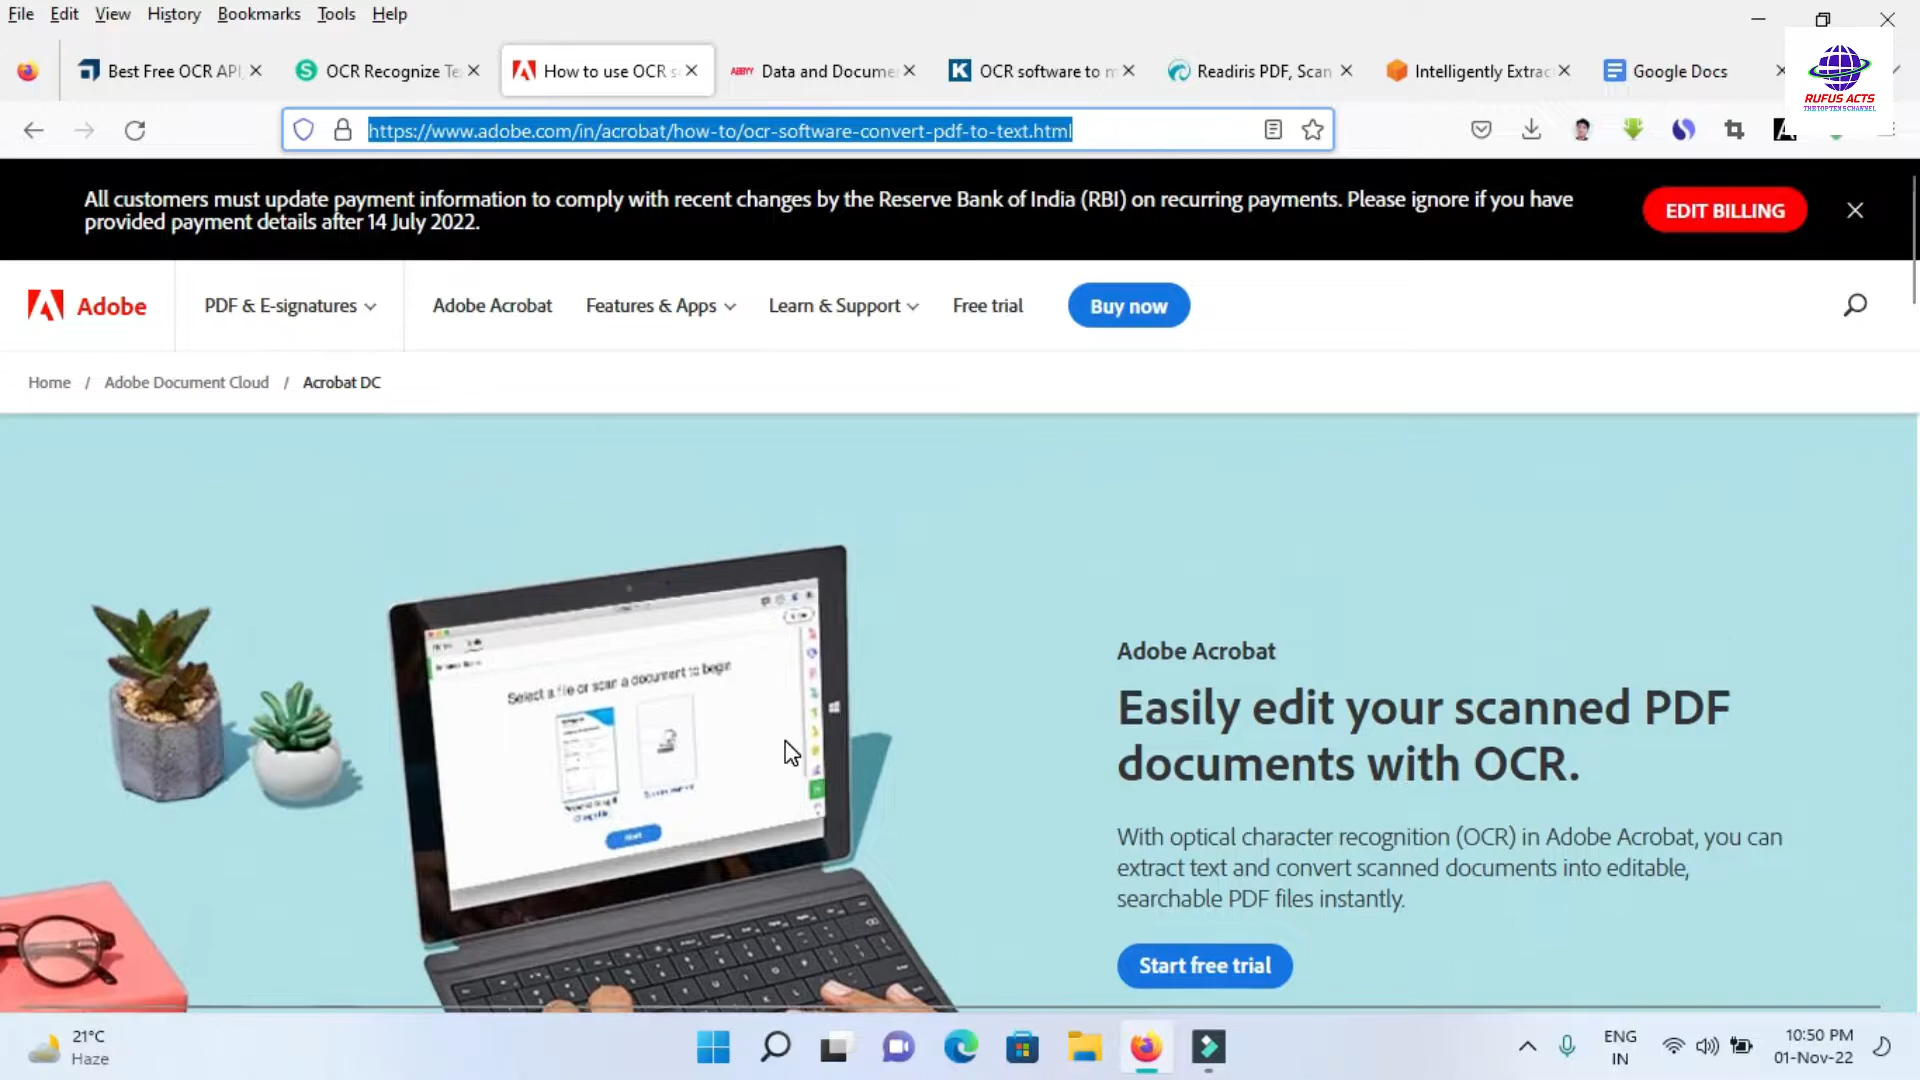 File Edit View History Bookmarks Tools Help
Best Free OCR API, OCR Recognize Te How to use OCR s ABBYY Data and Docume K OCR software to m Readiris PDF, Scan Intelligently Extrac Google Docs
RUFUS ACTS
THE TOP TENS CHANNEL
https://www.adobe.com/in/acrobat/how-to/ocr-software-convert-pdf-to-text.html
All customers must update payment information to comply with recent changes by the Reserve Bank of India (RBI) on recurring payments. Please ignore if you have
provided payment details after 14 July 2022.
EDIT BILLING
Adobe PDF & E-signatures Adobe Acrobat Features & Apps Learn & Support Free trial Buy now
Home / Adobe Document Cloud / Acrobat DC
Select a file or scan a document to begin
Start
Adobe Acrobat
Easily edit your scanned PDF
documents with OCR.
With optical character recognition (OCR) in Adobe Acrobat, you can
extract text and convert scanned documents into editable,
searchable PDF files instantly.
Start free trial
21°C
Haze
ENG
IN
10:50 PM
01-Nov-22